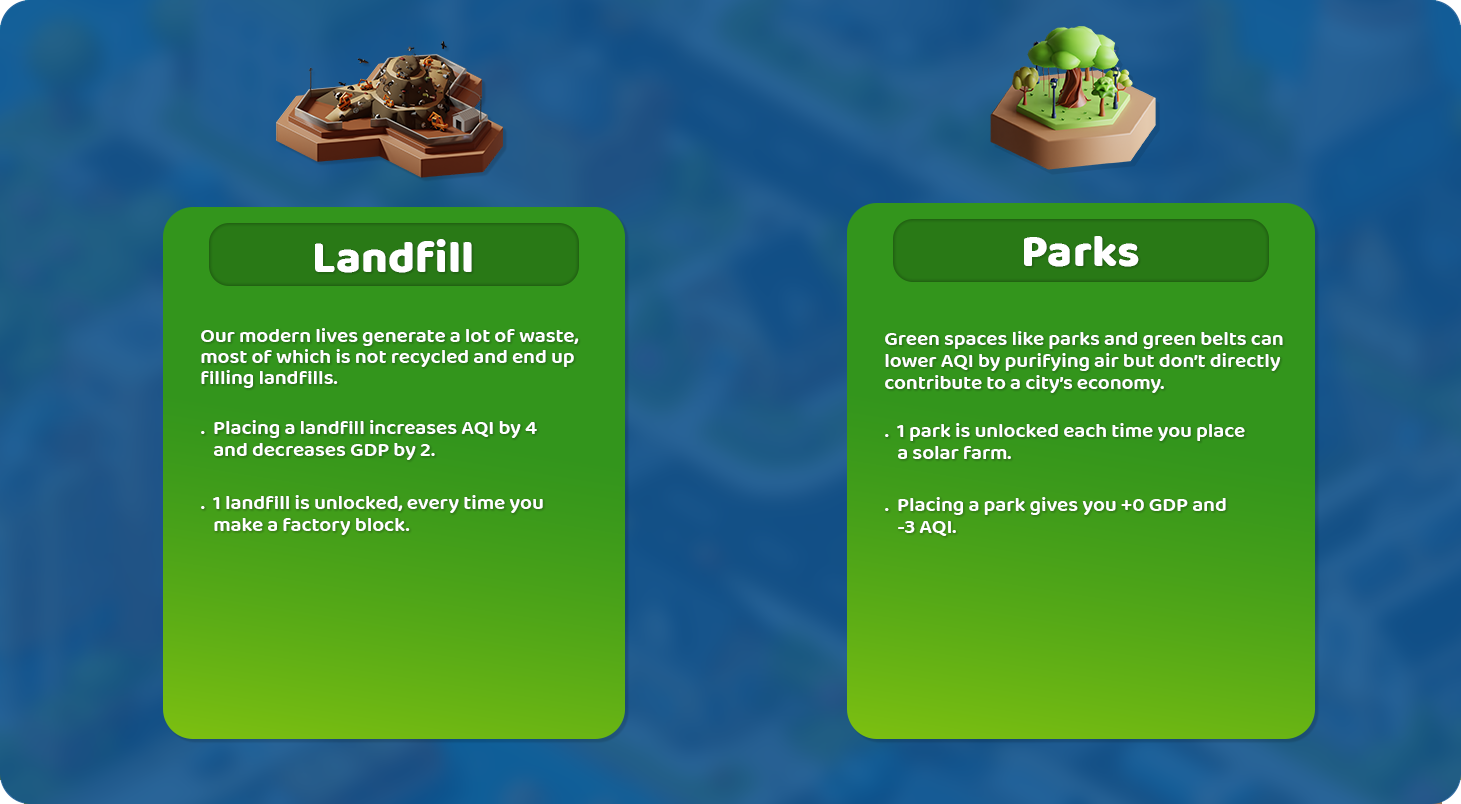 Landfill
Our modern lives generate a lot of waste,
most of which is not recycled and end up
filling landfills.
. Placing a landfill increases AQI by 4
and decreases GDP by 2.
. 1 landfill is unlocked, every time you
make a factory block.
Parks
Green spaces like parks and green belts can
lower AQI by purifying air but don't directly
contribute to a city's economy.
. 1 park is unlocked each time you place
a solar farm.
. Placing a park gives you +0 GDP and
-3 AQI.